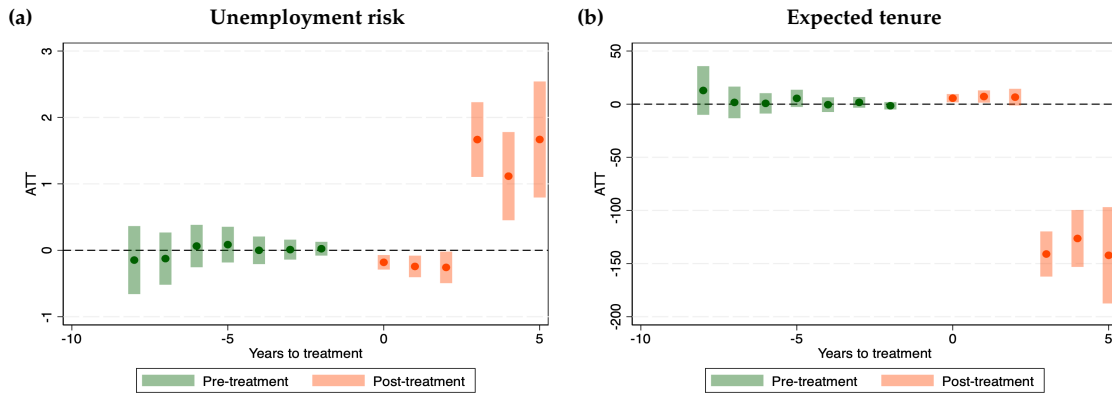 (a) Unemployment risk
3
2
1
0
-1
ATT
-10 -5 0 5
Years to treatment
Pre-treatment Post-treatment
(b) Expected tenure
50
0
-50
-100
-150
-200
ATT
-10 -5 0 5
Years to treatment
Pre-treatment Post-treatment